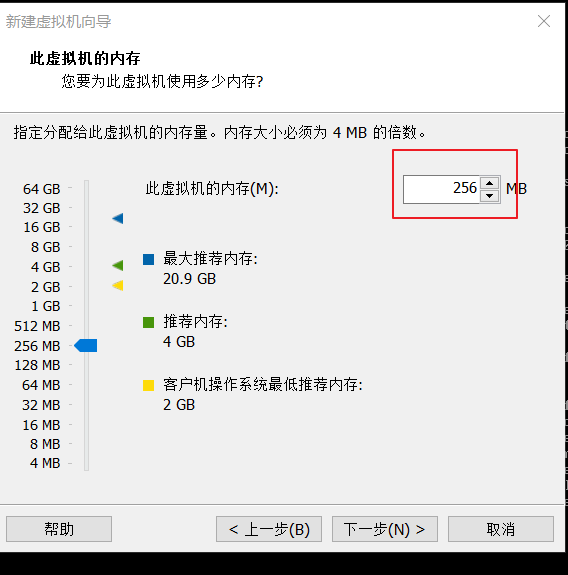 新建虚拟机向导
此虚拟机的内存
您要为此虚拟机使用多少内存?
指定分配给此虚拟机的内存量。内存大小必须为 4 MB 的倍数。
此虚拟机的内存(M):
256
MB
64 GB
32 GB
16 GB
8 GB
4 GB
2 GB
1 GB
512 MB
256 MB
128 MB
64 MB
32 MB
16 MB
8 MB
4 MB
最大推荐内存:
20.9 GB
推荐内存:
4 GB
客户机操作系统最低推荐内存:
2 GB
帮助
< 上一步(B)
下一步(N) >
取消